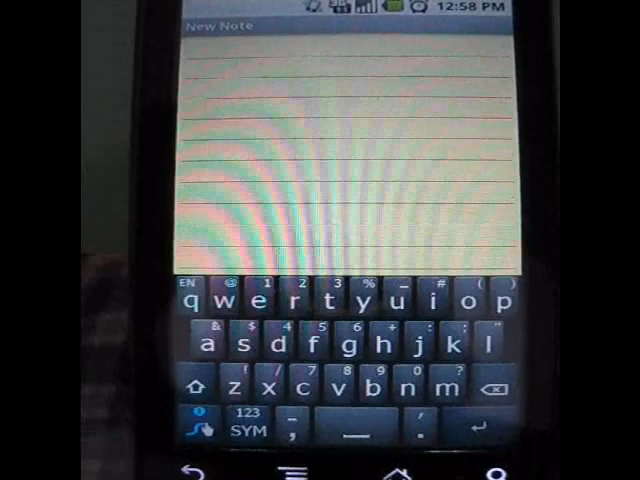 12:58 PM
New Note
EN @ 1 2 3 % _ # ( )
q w e r t y u i o p
& $ 4 5 6 + : ; "
a s d f g h j k l
! / 7 8 9 0 ?
z x c v b n m
123
SYM